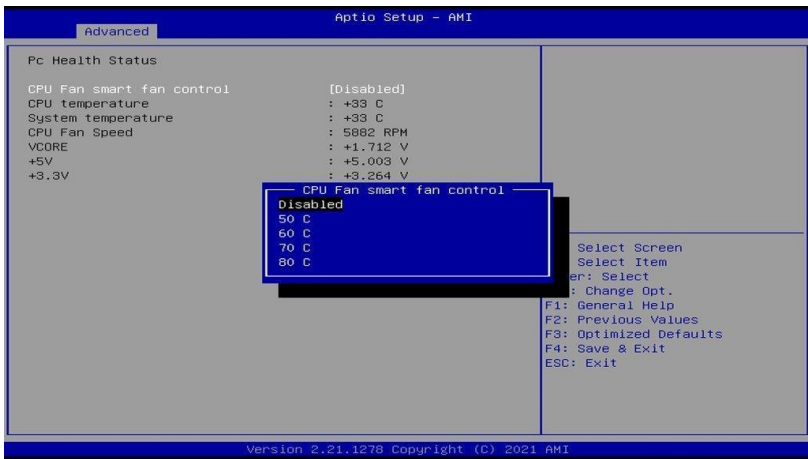 Aptio Setup - AMI
Advanced
Pc Health Status
CPU Fan smart fan control [Disabled]
CPU temperature : +33 C
System temperature : +33 C
CPU Fan Speed : 5882 RPM
VCORE : +1.712 V
+5V : +5.003 V
+3.3V : +3.264 V
CPU Fan smart fan control
Disabled
50 C
60 C
70 C
80 C
Select Screen
Select Item
er: Select
: Change Opt.
F1: General Help
F2: Previous Values
F3: Optimized Defaults
F4: Save & Exit
ESC: Exit
Version 2.21.1278 Copyright (C) 2021 AMI